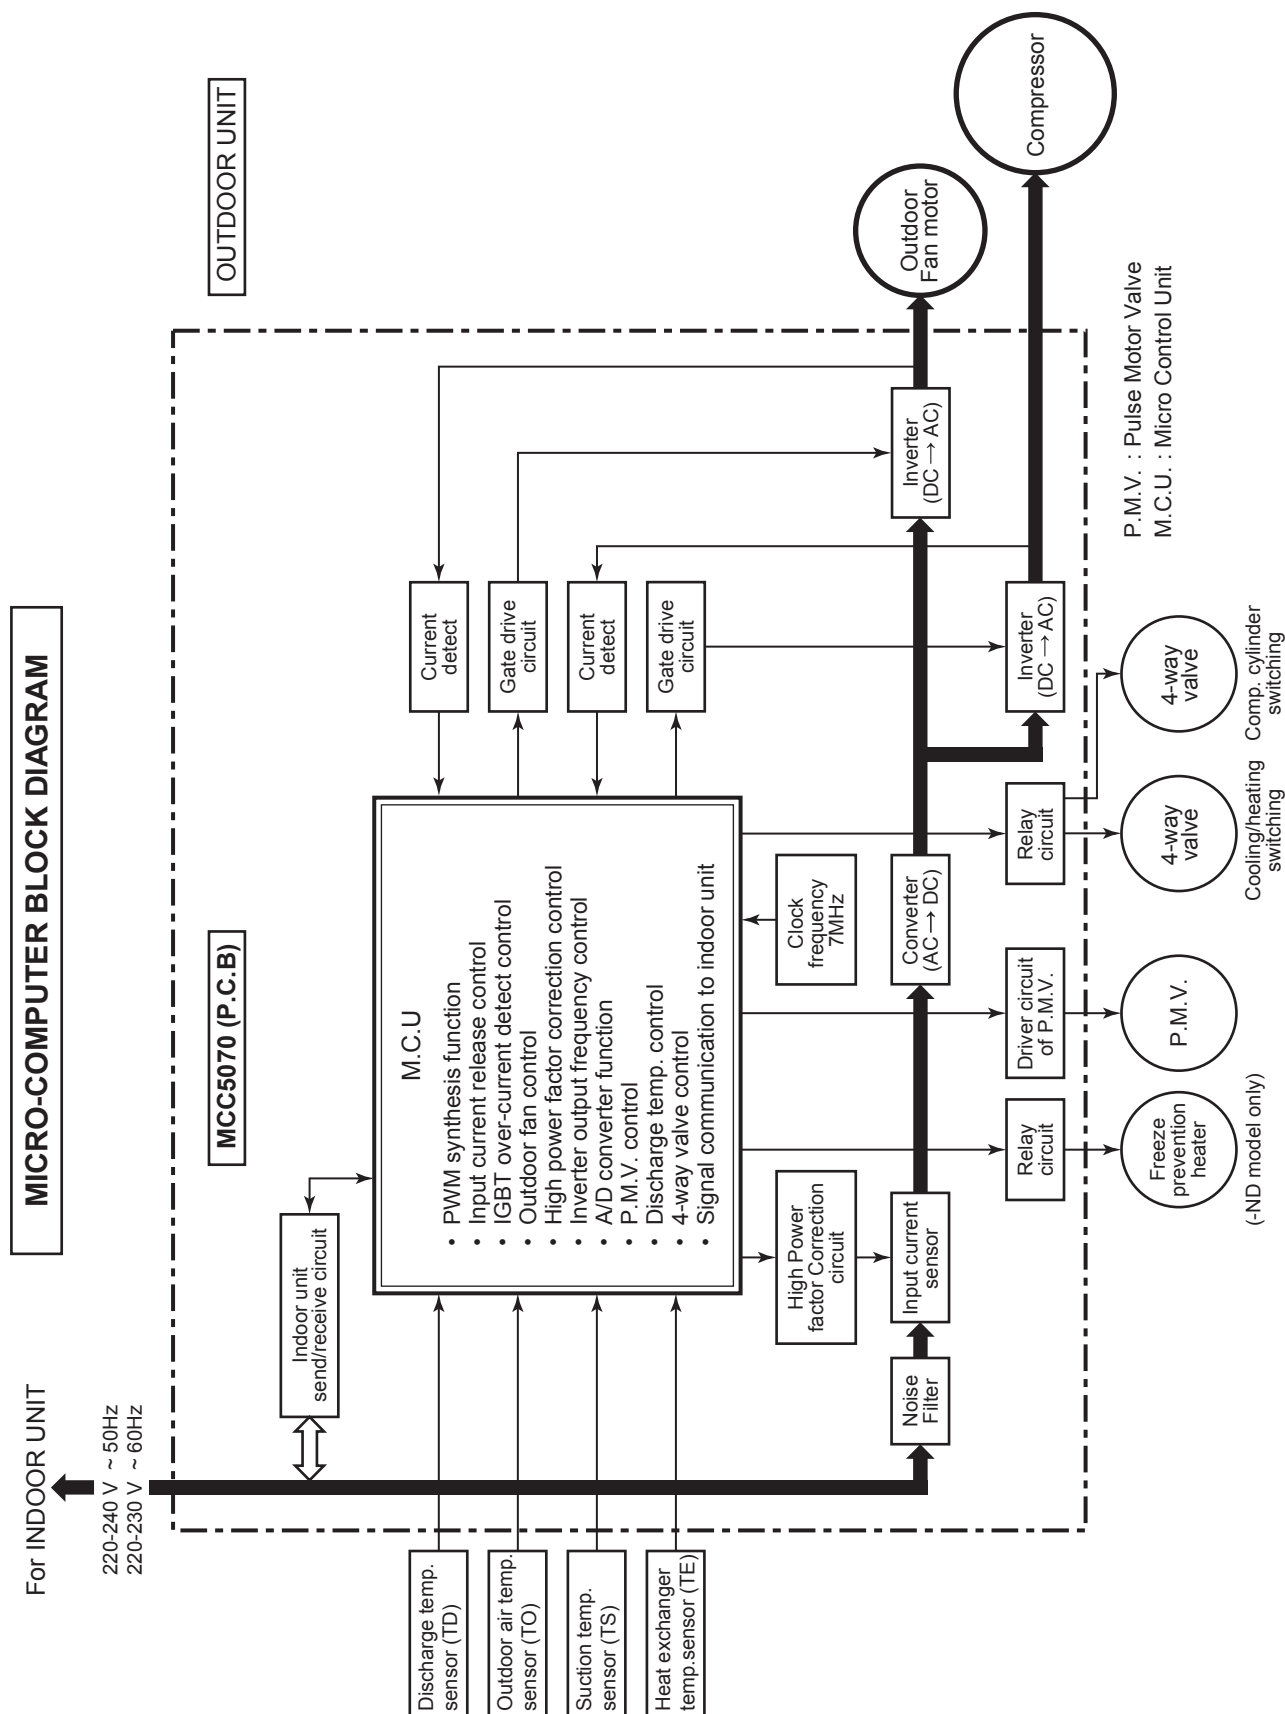 MICRO-COMPUTER BLOCK DIAGRAM
For INDOOR UNIT
220-240 V ~ 50Hz
220-230 V ~ 60Hz
MCC5070 (P.C.B)
OUTDOOR UNIT
Indoor unit
send/receive circuit
Discharge temp.
sensor (TD)
Outdoor air temp.
sensor (TO)
Suction temp.
sensor (TS)
Heat exchanger
temp.sensor (TE)
M.C.U
• PWM synthesis function
• Input current release control
• IGBT over-current detect control
• Outdoor fan control
• High power factor correction control
• Inverter output frequency control
• A/D converter function
• P.M.V. control
• Discharge temp. control
• 4-way valve control
• Signal communication to indoor unit
Current
detect
Gate drive
circuit
Current
detect
Gate drive
circuit
High Power
factor Correction
circuit
Clock
frequency
7MHz
Noise
Filter
Input current
sensor
Converter
(AC → DC)
Inverter
(DC → AC)
Outdoor
Fan motor
Inverter
(DC → AC)
Compressor
Relay
circuit
Driver circuit
of P.M.V.
Relay
circuit
Freeze
prevention
heater
P.M.V.
4-way
valve
4-way
valve
(-ND model only)
Cooling/heating
switching
Comp. cylinder
switching
P.M.V. : Pulse Motor Valve
M.C.U. : Micro Control Unit